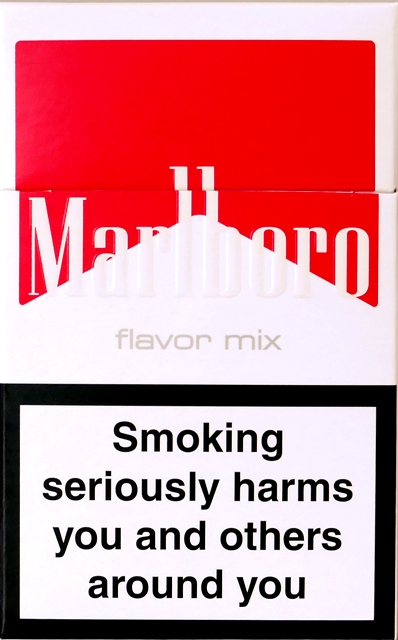 Marlboro
flavor mix
Smoking
seriously harms
you and others
around you